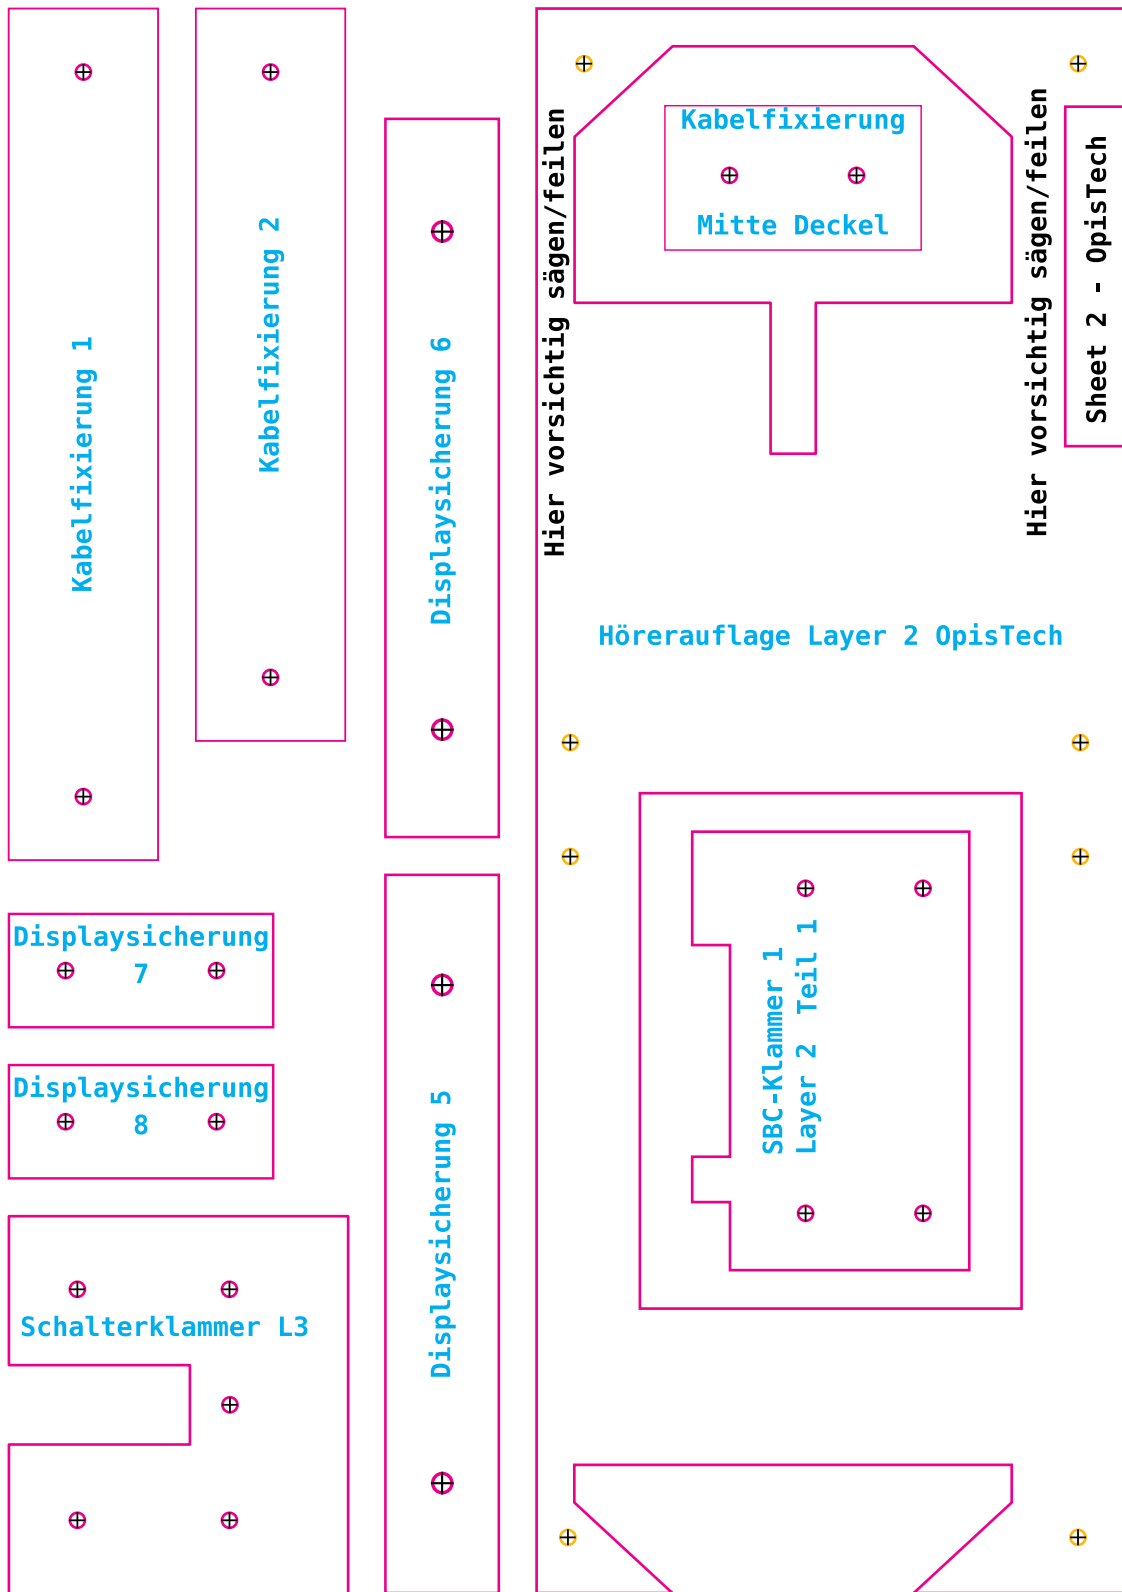 Kabelfixierung 1
Kabelfixierung 2
Displaysicherung 6
Hier vorsichtig sägen/feilen
Kabelfixierung
Mitte Deckel
Hier vorsichtig sägen/feilen
Sheet 2 - OpisTech
Hörerauflage Layer 2 OpisTech
Displaysicherung
7
Displaysicherung
8
Displaysicherung 5
SBC-Klammer 1
Layer 2 Teil 1
Schalterklammer L3